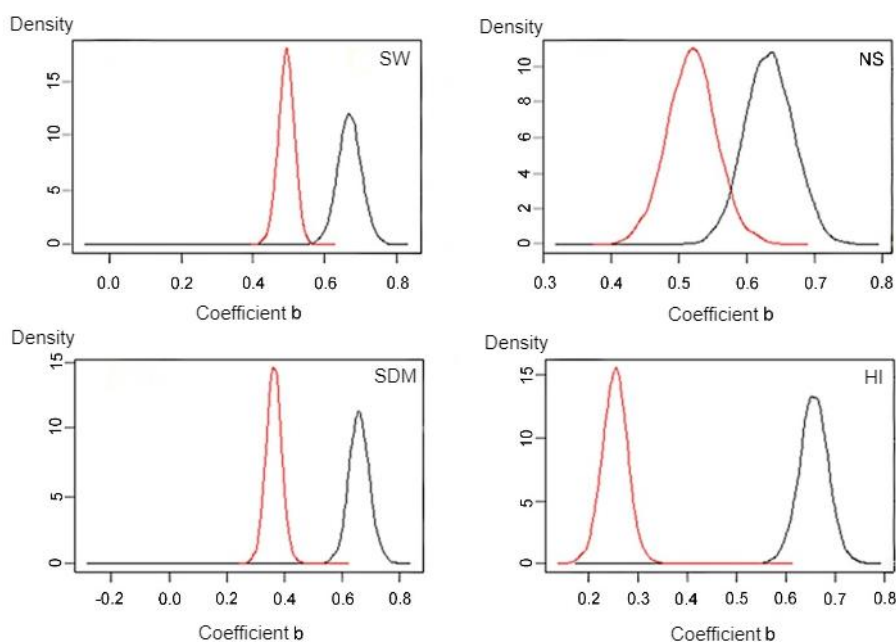 Density
SW
15
10
5
0
0.0 0.2 0.4 0.6 0.8
Coefficient b
Density
NS
10
8
6
4
2
0
0.3 0.4 0.5 0.6 0.7 0.8
Coefficient b
Density
SDM
15
10
5
0
-0.2 0.0 0.2 0.4 0.6 0.8
Coefficient b
Density
HI
15
10
5
0
0.2 0.3 0.4 0.5 0.6 0.7 0.8
Coefficient b